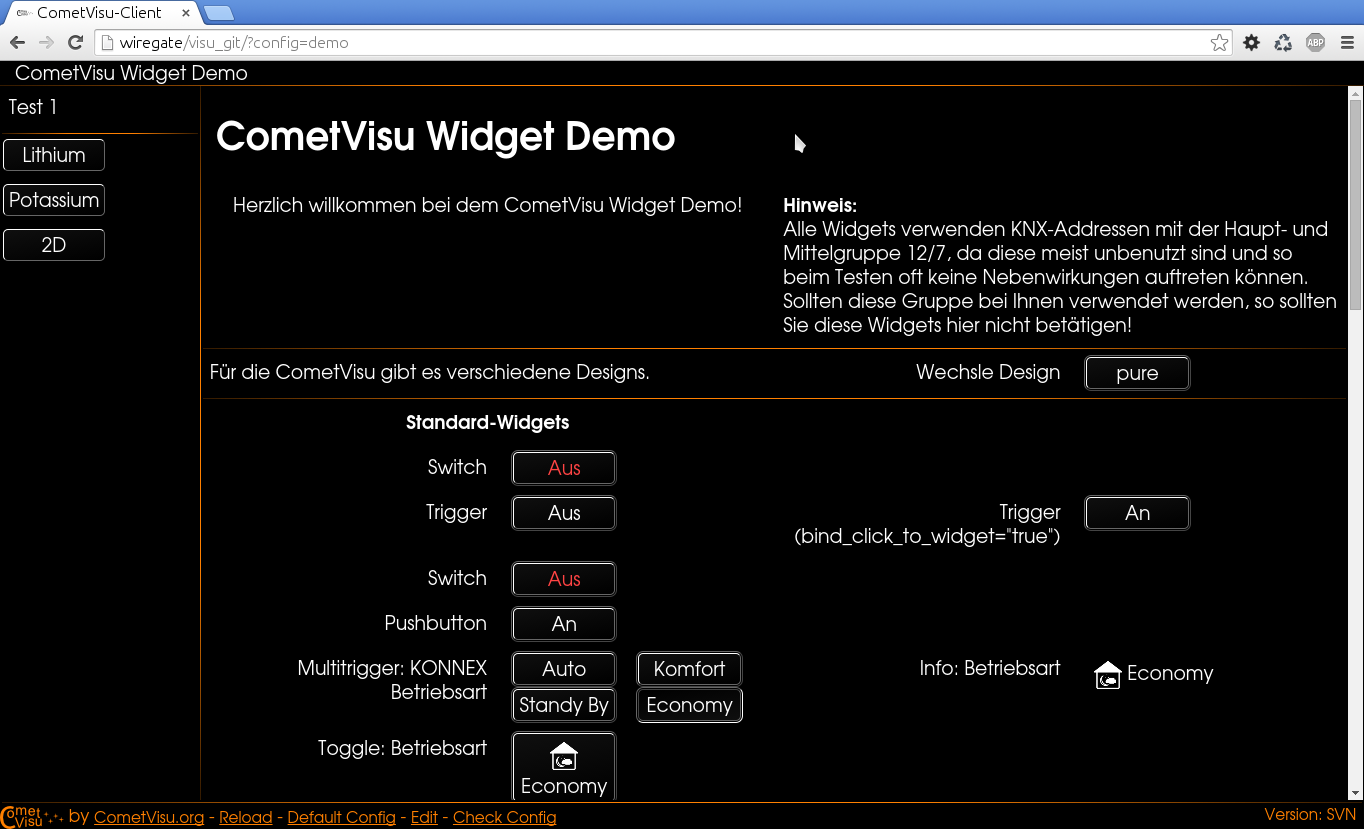 CometVisu-Client
wiregate/visu_git/?config=demo
ABP
CometVisu Widget Demo
Test 1
Lithium
Potassium
2D
CometVisu Widget Demo
Herzlich willkommen bei dem CometVisu Widget Demo!
Hinweis:
Alle Widgets verwenden KNX-Addressen mit der Haupt- und
Mittelgruppe 12/7, da diese meist unbenutzt sind und so
beim Testen oft keine Nebenwirkungen auftreten können.
Sollten diese Gruppe bei Ihnen verwendet werden, so sollten
Sie diese Widgets hier nicht betätigen!
Für die CometVisu gibt es verschiedene Designs.
Wechsle Design pure
Standard-Widgets
Switch Aus
Trigger Aus
Trigger An
(bind_click_to_widget="true")
Switch Aus
Pushbutton An
Multitrigger: KONNEX Auto Komfort
Betriebsart Standy By Economy
Info: Betriebsart Economy
Toggle: Betriebsart
Economy
Comet
Visu
by CometVisu.org - Reload - Default Config - Edit - Check Config
Version: SVN